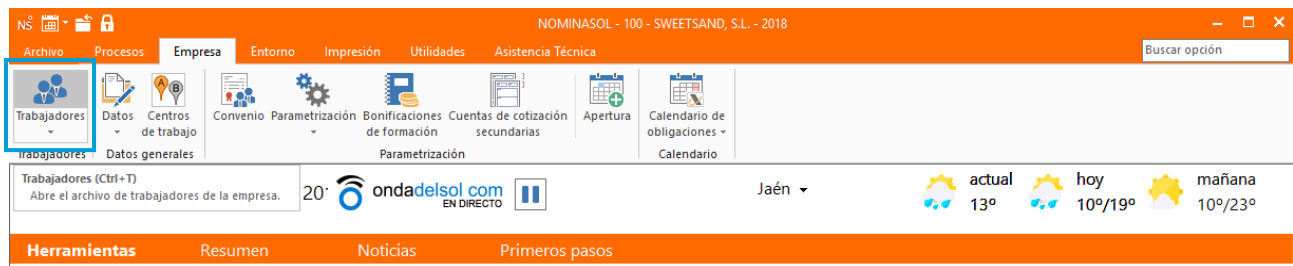 NS
NOMINASOL - 100 - SWEETSAND, S.L. - 2018
Archivo Procesos Empresa Entorno Impresión Utilidades Asistencia Técnica
Buscar opción
Trabajadores
Datos
Centros
de trabajo
Convenio
Parametrización
Bonificaciones
de formación
Cuentas de cotización
secundarias
Apertura
Calendario de
obligaciones
Trabajadores Datos generales Parametrización Calendario
Trabajadores (Ctrl+T)
Abre el archivo de trabajadores de la empresa.
20
ondadelsol com
EN DIRECTO
Jaén
actual
13º
hoy
10º/19º
mañana
10º/23º
Herramientas Resumen Noticias Primeros pasos